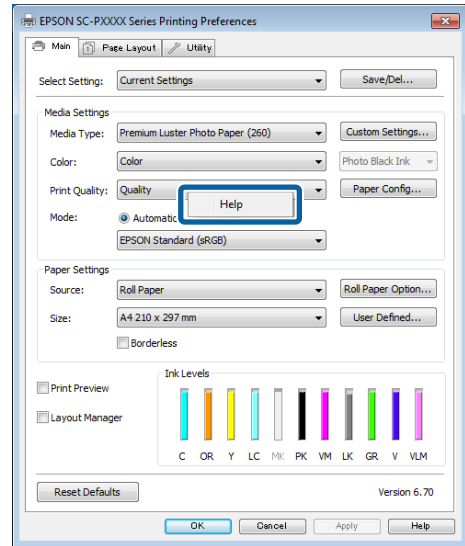 EPSON SC-PXXXX Series Printing Preferences
Main Page Layout Utility
Select Setting: Current Settings Save/Del...
Media Settings
Media Type: Premium Luster Photo Paper (260) Custom Settings...
Color: Color Photo Black Ink
Print Quality: Quality Paper Config...
Help
Mode: Automatic
EPSON Standard (sRGB)
Paper Settings
Source: Roll Paper Roll Paper Option...
Size: A4 210 x 297 mm User Defined...
Borderless
Ink Levels
Print Preview
Layout Manager
C OR Y LC MK PK VM LK GR V VLM
Reset Defaults Version 6.70
OK Cancel Apply Help